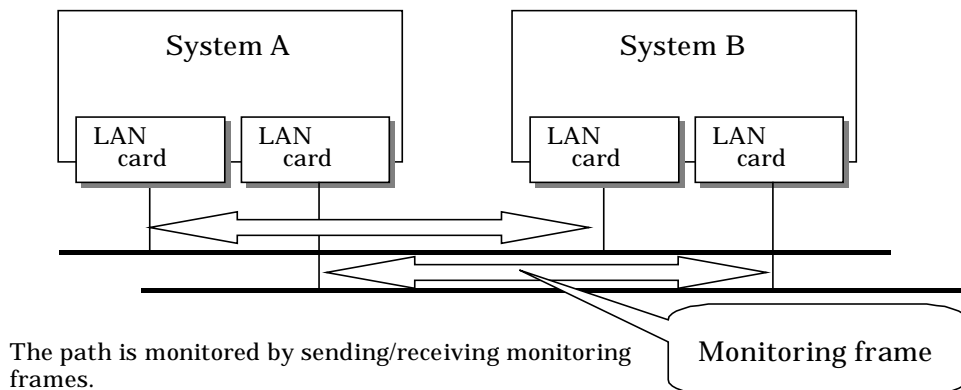 System A
System B
LAN
card
LAN
card
LAN
card
LAN
card
The path is monitored by sending/receiving monitoring
frames.
Monitoring frame